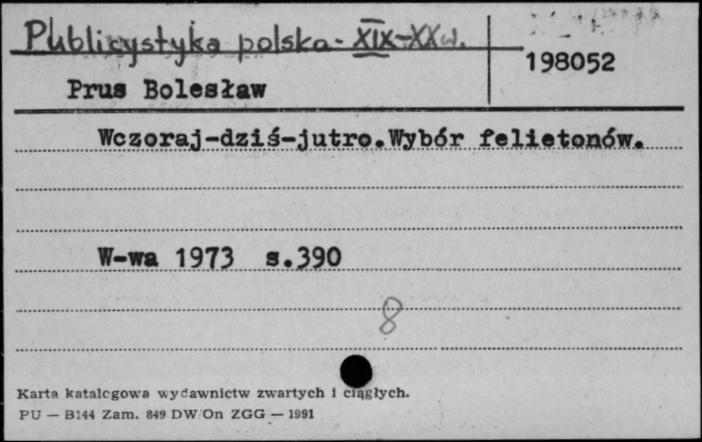 Publicystyka polska - XIX-XX w.
198052
Prus Bolesław
Wczoraj-dziś-jutro.Wybór felietonów.
W-wa 1973 s.390
8
Karta katalogowa wydawnictw zwartych i ciągłych.
PU — B144 Zam. 849 DW/On ZGG — 1991